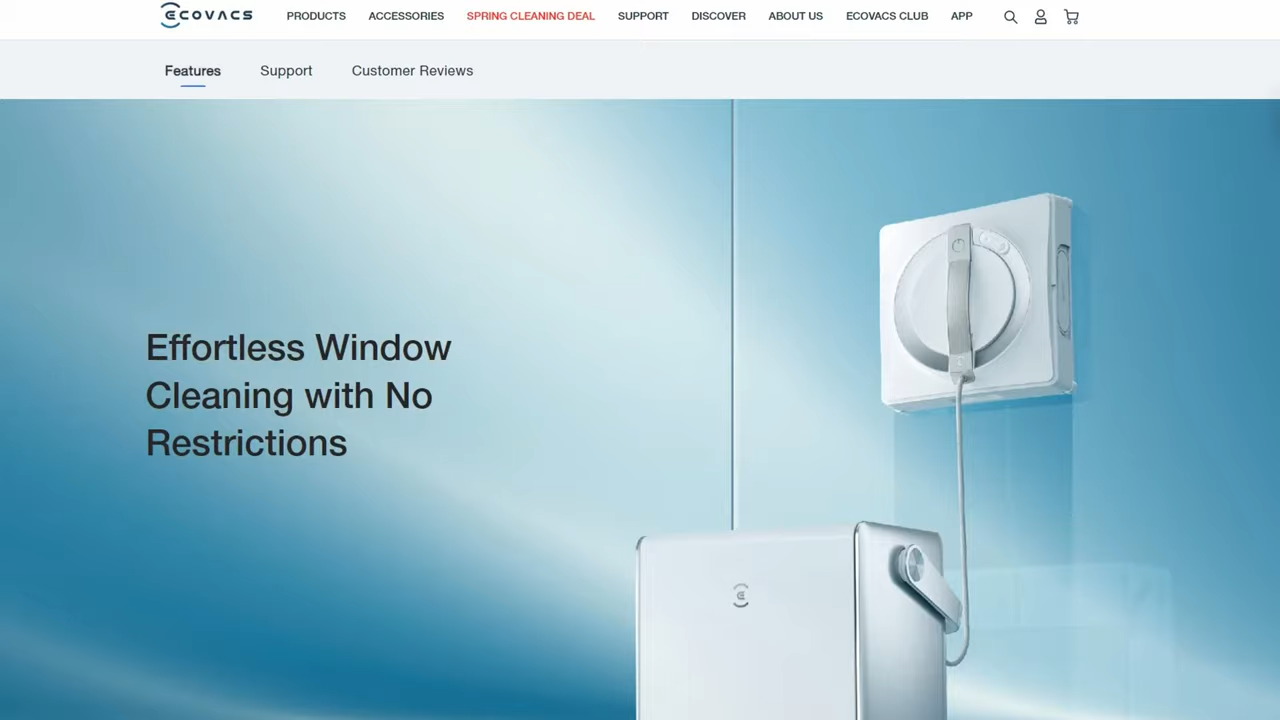 ECOVACS PRODUCTS ACCESSORIES SPRING CLEANING DEAL SUPPORT DISCOVER ABOUT US ECOVACS CLUB APP
Features Support Customer Reviews
Effortless Window
Cleaning with No
Restrictions